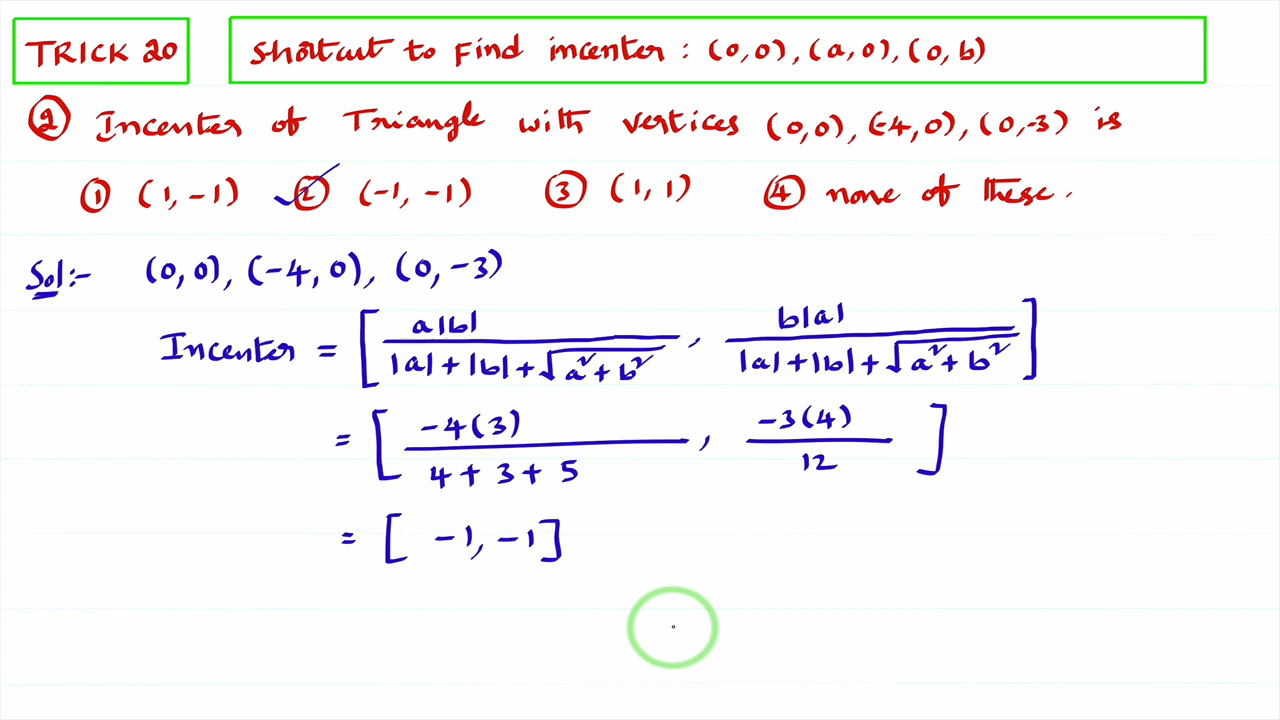 TRICK 20
Shortcut to Find incenter : (0,0), (a,0), (0,b)
② Incenter of Triangle with vertices (0,0), (-4,0), (0,-3) is
① (1,-1) ② (-1,-1) ③ (1,1) ④ none of these.
Sol:- (0,0), (-4,0), (0,-3)
Incenter = [ a|b| / |a|+|b|+√a²+b² , b|a| / |a|+|b|+√a²+b² ]
= [ -4(3) / 4+3+5 , -3(4) / 12 ]
= [ -1, -1 ]